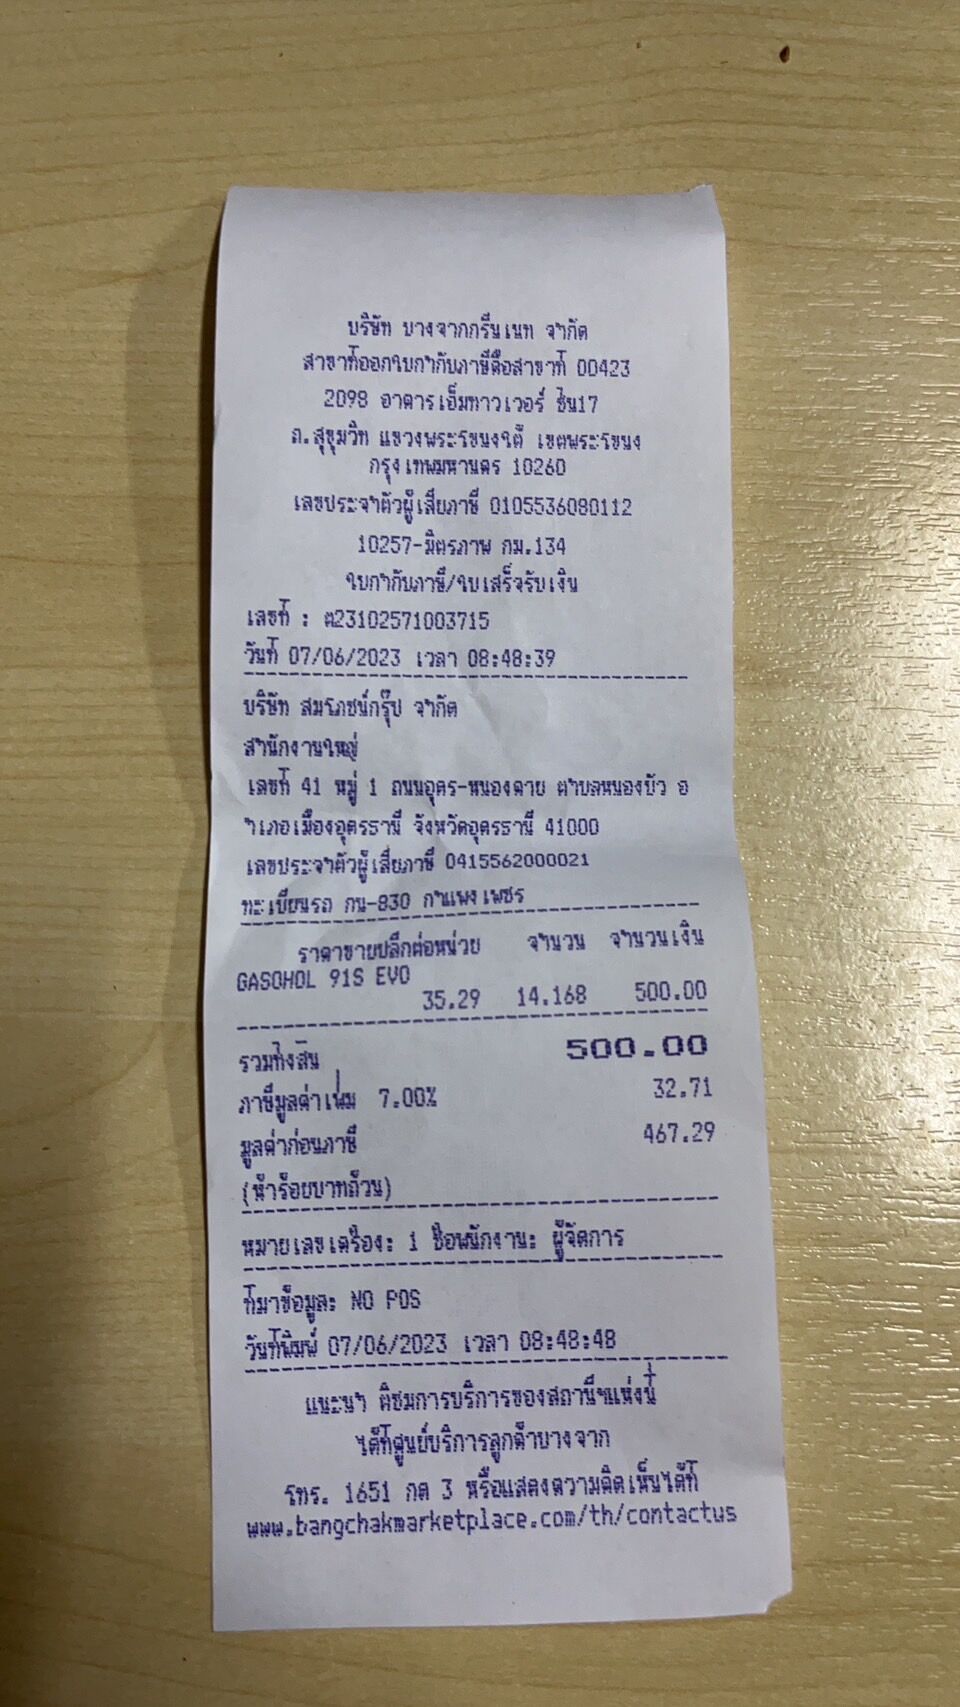 บริษัท บางจากกรีนเนท จำกัด
สาขาที่ออกใบกำกับภาษีคือสาขาที่ 00423
2098 อาคารเอ็มทาวเวอร์ ชั้น17
ถ.สุขุมวิท แขวงพระโขนงใต้ เขตพระโขนง
กรุงเทพมหานคร 10260
เลขประจำตัวผู้เสียภาษี 0105536080112
10257-มิตรภาพ กม.134
ใบกำกับภาษี/ใบเสร็จรับเงิน
เลขที่ : ต23102571003715
วันที่ 07/06/2023 เวลา 08:48:39
บริษัท สมโภชน์กรุ๊ป จำกัด
สำนักงานใหญ่
เลขที่ 41 หมู่ 1 ถนนอุดร-หนองคาย ตำบลหนองบัว อ
ำเภอเมืองอุดรธานี จังหวัดอุดรธานี 41000
เลขประจำตัวผู้เสียภาษี 0415562000021
ทะเบียนรถ กน-830 กำแพงเพชร
ราคาขายปลีกต่อหน่วย จำนวน จำนวนเงิน
GASOHOL 91S EVO
35.29 14.168 500.00
รวมทั้งสิ้น 500.00
ภาษีมูลค่าเพิ่ม 7.00% 32.71
มูลค่าก่อนภาษี 467.29
(ห้าร้อยบาทถ้วน)
หมายเลขเครื่อง: 1 ชื่อพนักงาน: ผู้จัดการ
ที่มาข้อมูล: NO POS
วันที่พิมพ์ 07/06/2023 เวลา 08:48:48
แนะนำ ติชมการบริการของสถานีฯแห่งนี้
ได้ที่ศูนย์บริการลูกค้าบางจาก
โทร. 1651 กด 3 หรือแสดงความคิดเห็นได้ที่
www.bangchakmarketplace.com/th/contactus